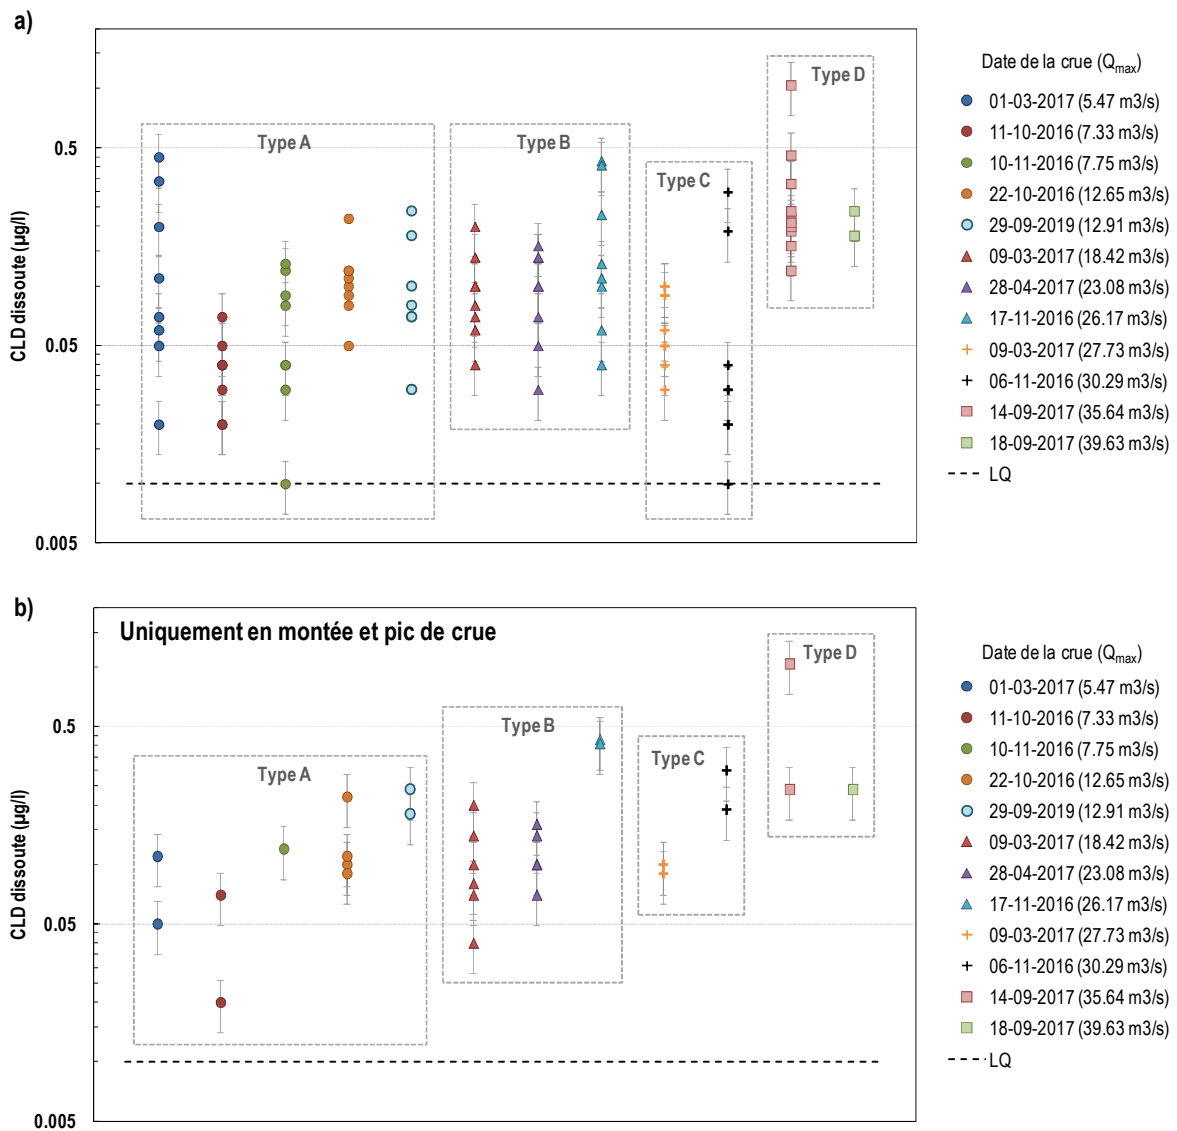 a)
Type A
Type B
Type C
Type D
0.5
0.05
0.005
CLD dissoute (µg/l)
Date de la crue (Qmax)
01-03-2017 (5.47 m3/s)
11-10-2016 (7.33 m3/s)
10-11-2016 (7.75 m3/s)
22-10-2016 (12.65 m3/s)
29-09-2019 (12.91 m3/s)
09-03-2017 (18.42 m3/s)
28-04-2017 (23.08 m3/s)
17-11-2016 (26.17 m3/s)
09-03-2017 (27.73 m3/s)
06-11-2016 (30.29 m3/s)
14-09-2017 (35.64 m3/s)
18-09-2017 (39.63 m3/s)
LQ
b)
Uniquement en montée et pic de crue
Type A
Type B
Type C
Type D
0.5
0.05
0.005
CLD dissoute (µg/l)
Date de la crue (Qmax)
01-03-2017 (5.47 m3/s)
11-10-2016 (7.33 m3/s)
10-11-2016 (7.75 m3/s)
22-10-2016 (12.65 m3/s)
29-09-2019 (12.91 m3/s)
09-03-2017 (18.42 m3/s)
28-04-2017 (23.08 m3/s)
17-11-2016 (26.17 m3/s)
09-03-2017 (27.73 m3/s)
06-11-2016 (30.29 m3/s)
14-09-2017 (35.64 m3/s)
18-09-2017 (39.63 m3/s)
LQ